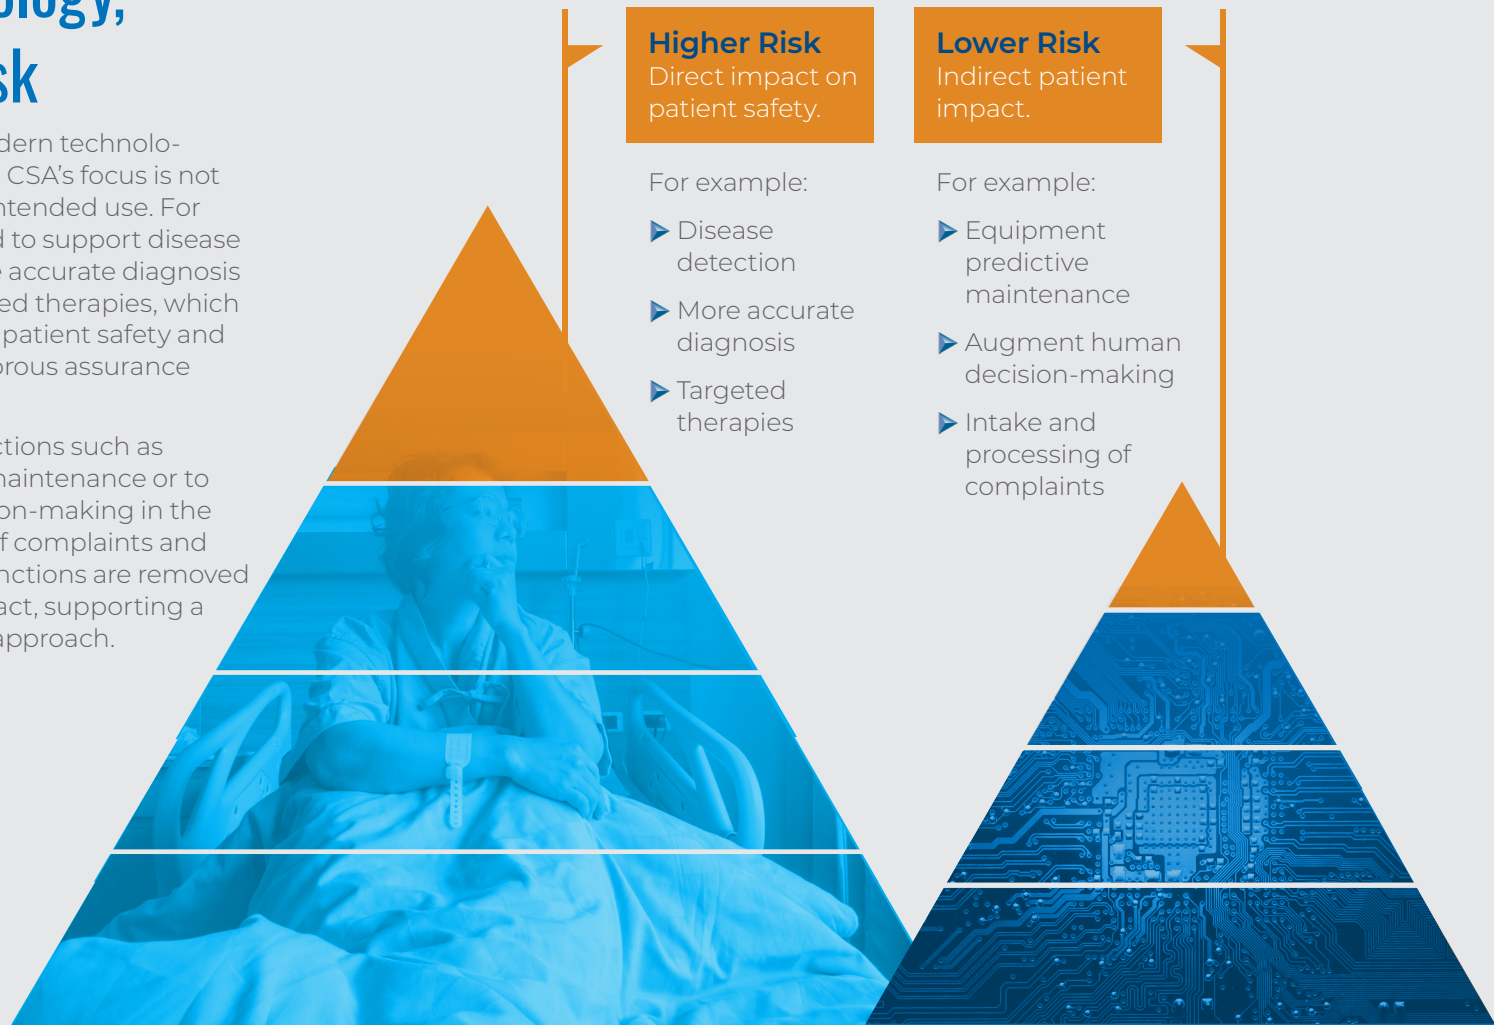 ology,
sk
dern technolo-
CSA's focus is not
ntended use. For
d to support disease
e accurate diagnosis
ed therapies, which
patient safety and
orous assurance
ctions such as
maintenance or to
on-making in the
f complaints and
nctions are removed
act, supporting a
approach.
Higher Risk
Direct impact on
patient safety.
For example:
Disease
detection
More accurate
diagnosis
Targeted
therapies
Lower Risk
Indirect patient
impact.
For example:
Equipment
predictive
maintenance
Augment human
decision-making
Intake and
processing of
complaints